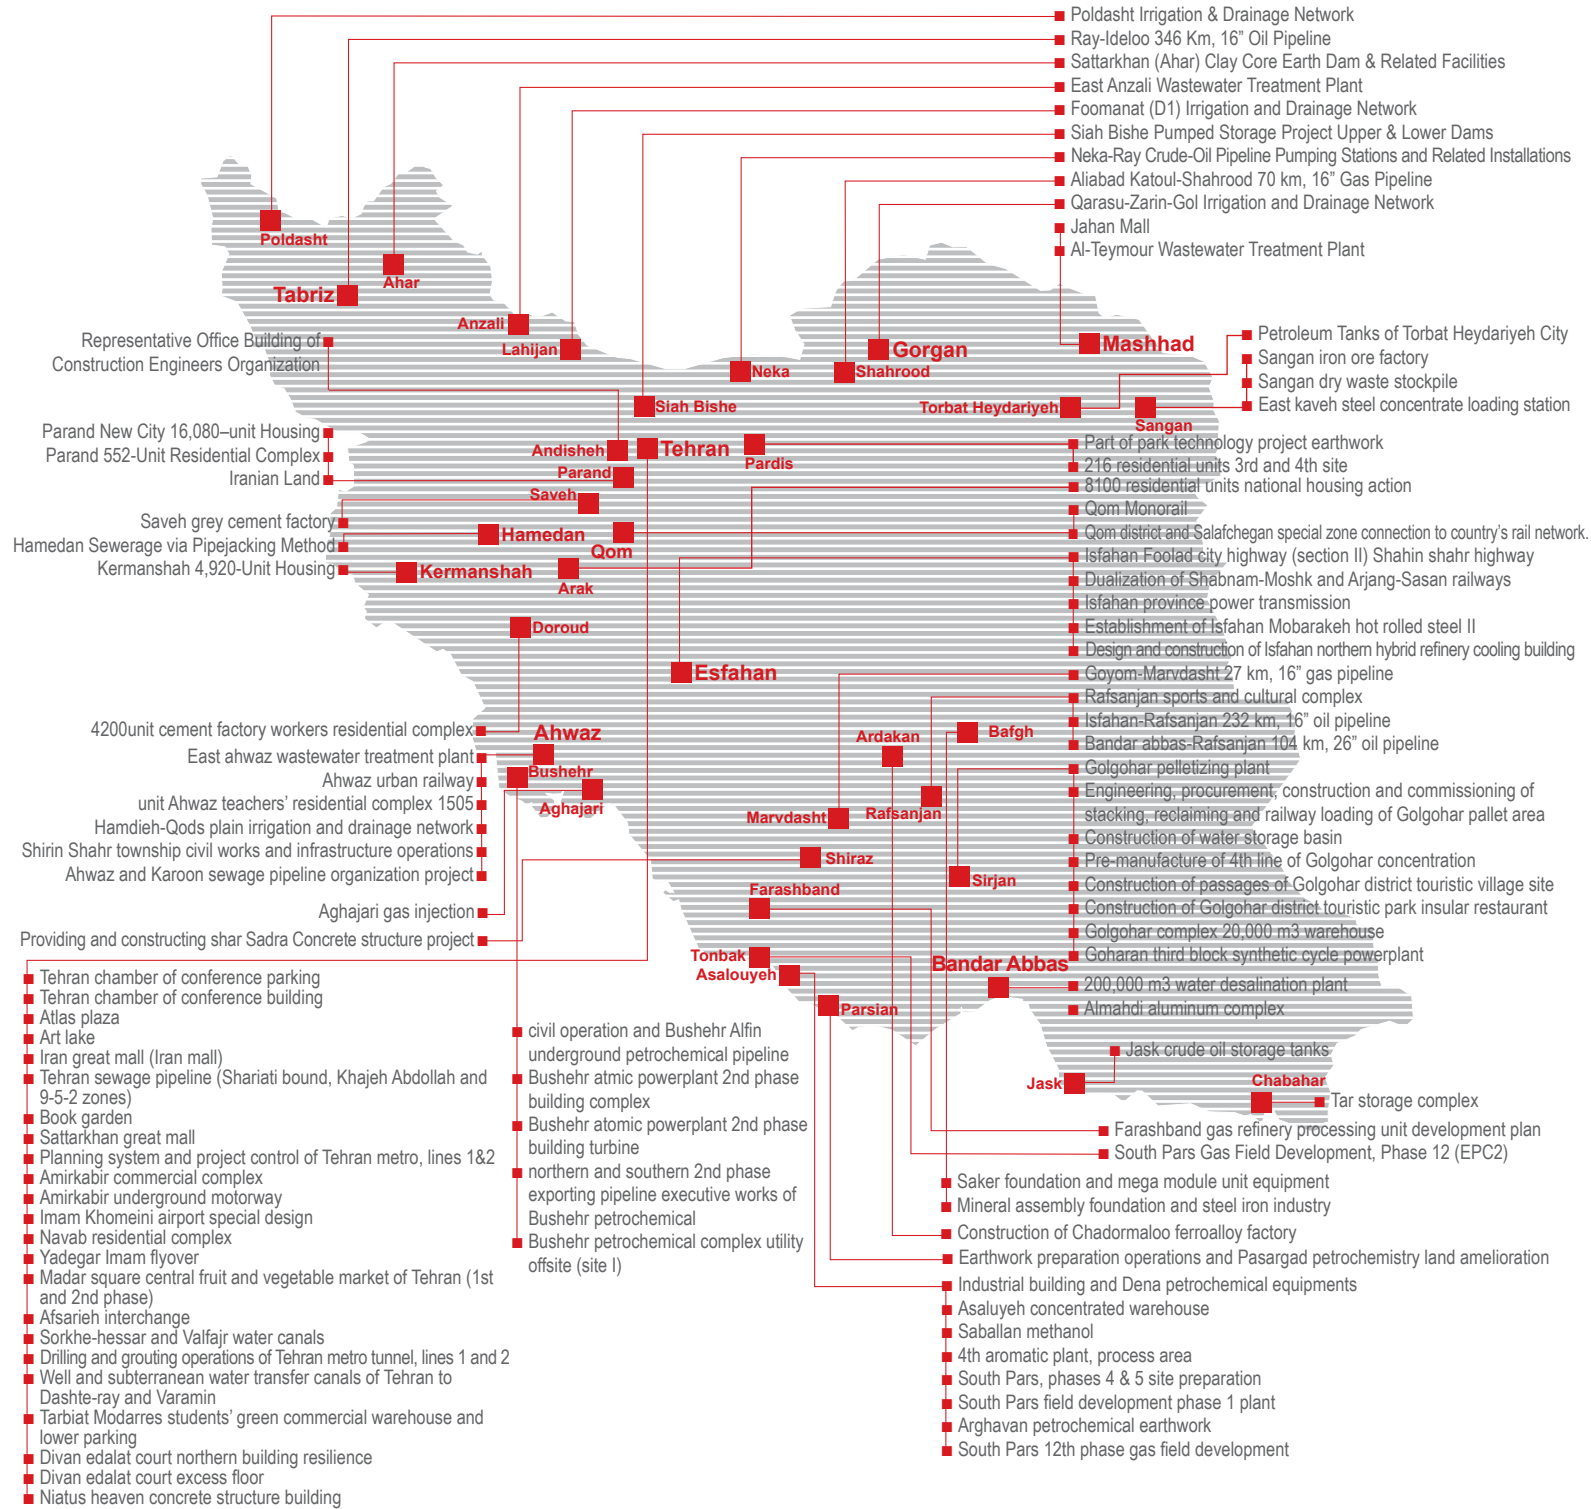 Poldasht Irrigation & Drainage Network
Ray-Ideloo 346 Km, 16” Oil Pipeline
Sattarkhan (Ahar) Clay Core Earth Dam & Related Facilities
East Anzali Wastewater Treatment Plant
Foomanat (D1) Irrigation and Drainage Network
Siah Bishe Pumped Storage Project Upper & Lower Dams
Neka-Ray Crude-Oil Pipeline Pumping Stations and Related Installations
Aliabad Katoul-Shahrood 70 km, 16” Gas Pipeline
Qarasu-Zarin-Gol Irrigation and Drainage Network
Jahan Mall
Al-Teymour Wastewater Treatment Plant
Poldasht
Ahar
Tabriz
Anzali
Lahijan
Neka
Shahrood
Gorgan
Mashhad
Siah Bishe
Torbat Heydariyeh
Sangan
Andisheh
Tehran
Pardis
Parand
Saveh
Hamedan
Qom
Kermanshah
Arak
Doroud
Esfahan
Ahwaz
Bushehr
Aghajari
Ardakan
Bafgh
Marvdasht
Rafsanjan
Shiraz
Sirjan
Farashband
Tonbak
Asalouyeh
Parsian
Bandar Abbas
Jask
Chabahar
Representative Office Building of
Construction Engineers Organization
Parand New City 16,080–unit Housing
Parand 552-Unit Residential Complex
Iranian Land
Saveh grey cement factory
Hamedan Sewerage via Pipejacking Method
Kermanshah 4,920-Unit Housing
4200unit cement factory workers residential complex
East ahwaz wastewater treatment plant
Ahwaz urban railway
unit Ahwaz teachers’ residential complex 1505
Hamdieh-Qods plain irrigation and drainage network
Shirin Shahr township civil works and infrastructure operations
Ahwaz and Karoon sewage pipeline organization project
Aghajari gas injection
Providing and constructing shar Sadra Concrete structure project
Petroleum Tanks of Torbat Heydariyeh City
Sangan iron ore factory
Sangan dry waste stockpile
East kaveh steel concentrate loading station
Part of park technology project earthwork
216 residential units 3rd and 4th site
8100 residential units national housing action
Qom Monorail
Qom district and Salafchegan special zone connection to country’s rail network.
Isfahan Foolad city highway (section II) Shahin shahr highway
Dualization of Shabnam-Moshk and Arjang-Sasan railways
Isfahan province power transmission
Establishment of Isfahan Mobarakeh hot rolled steel II
Design and construction of Isfahan northern hybrid refinery cooling building
Goyom-Marvdasht 27 km, 16” gas pipeline
Rafsanjan sports and cultural complex
Isfahan-Rafsanjan 232 km, 16” oil pipeline
Bandar abbas-Rafsanjan 104 km, 26” oil pipeline
Golgohar pelletizing plant
Engineering, procurement, construction and commissioning of
stacking, reclaiming and railway loading of Golgohar pallet area
Construction of water storage basin
Pre-manufacture of 4th line of Golgohar concentration
Construction of passages of Golgohar district touristic village site
Construction of Golgohar district touristic park insular restaurant
Golgohar complex 20,000 m3 warehouse
Goharan third block synthetic cycle powerplant
200,000 m3 water desalination plant
Almahdi aluminum complex
Jask crude oil storage tanks
Tar storage complex
Farashband gas refinery processing unit development plan
South Pars Gas Field Development, Phase 12 (EPC2)
Saker foundation and mega module unit equipment
Mineral assembly foundation and steel iron industry
Construction of Chadormaloo ferroalloy factory
Earthwork preparation operations and Pasargad petrochemistry land amelioration
Industrial building and Dena petrochemical equipments
Asaluyeh concentrated warehouse
Saballan methanol
4th aromatic plant, process area
South Pars, phases 4 & 5 site preparation
South Pars field development phase 1 plant
Arghavan petrochemical earthwork
South Pars 12th phase gas field development
civil operation and Bushehr Alfin
underground petrochemical pipeline
Bushehr atmic powerplant 2nd phase
building complex
Bushehr atomic powerplant 2nd phase
building turbine
northern and southern 2nd phase
exporting pipeline executive works of
Bushehr petrochemical
Bushehr petrochemical complex utility
offsite (site I)
Tehran chamber of conference parking
Tehran chamber of conference building
Atlas plaza
Art lake
Iran great mall (Iran mall)
Tehran sewage pipeline (Shariati bound, Khajeh Abdollah and
9-5-2 zones)
Book garden
Sattarkhan great mall
Planning system and project control of Tehran metro, lines 1&2
Amirkabir commercial complex
Amirkabir underground motorway
Imam Khomeini airport special design
Navab residential complex
Yadegar Imam flyover
Madar square central fruit and vegetable market of Tehran (1st
and 2nd phase)
Afsarieh interchange
Sorkhe-hessar and Valfajr water canals
Drilling and grouting operations of Tehran metro tunnel, lines 1 and 2
Well and subterranean water transfer canals of Tehran to
Dashte-ray and Varamin
Tarbiat Modarres students’ green commercial warehouse and
lower parking
Divan edalat court northern building resilience
Divan edalat court excess floor
Niatus heaven concrete structure building